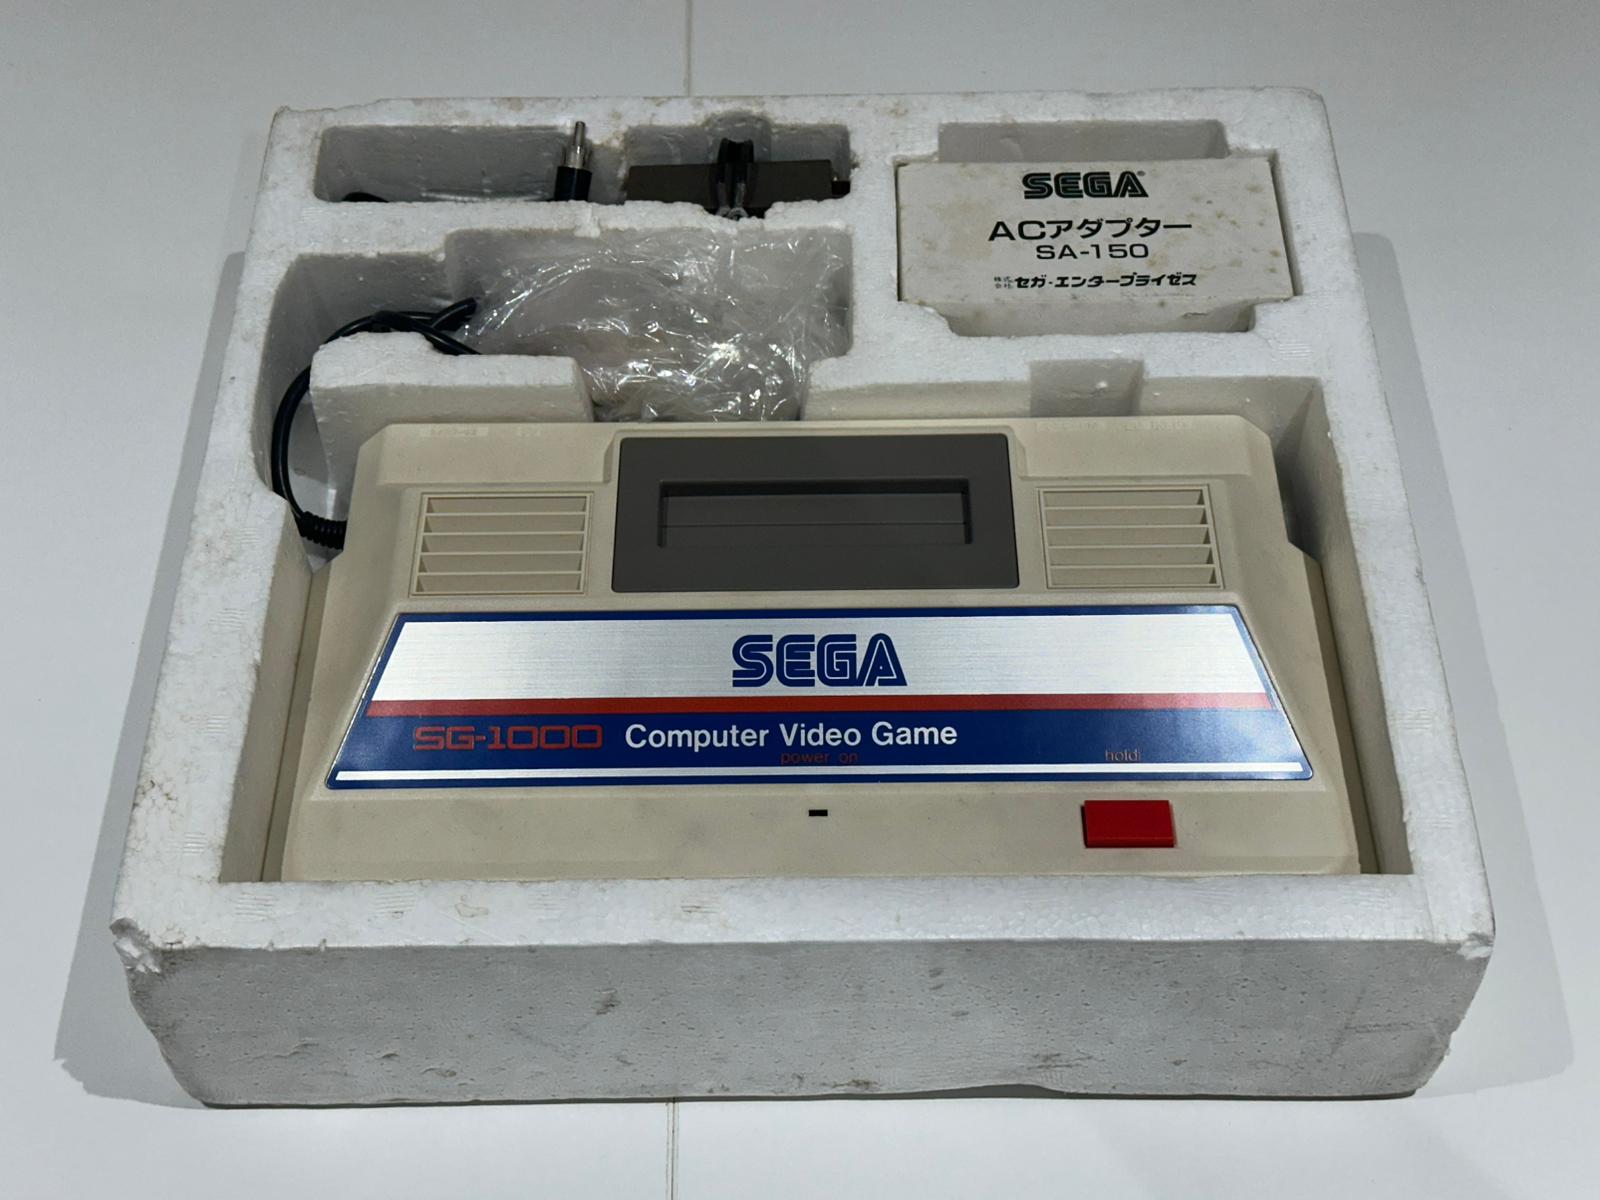 SEGA®
ACアダプター
SA-150
株式会社 セガ・エンタープライゼス
SEGA
SG-1000 Computer Video Game
power on
hold